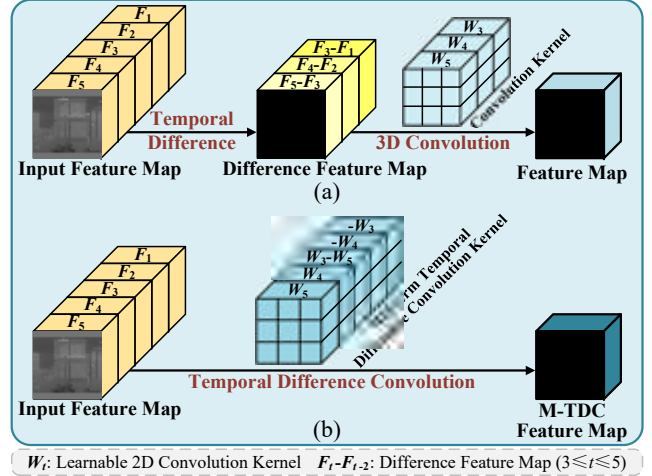 F₁
F₂
F₃
F₄
F₅
Input Feature Map
Temporal
Difference
F₃-F₁
F₄-F₂
F₅-F₃
Difference Feature Map
W₃
W₄
W₅
Convolution Kernel
3D Convolution
Feature Map
(a)
F₁
F₂
F₃
F₄
F₅
Input Feature Map
-W₃
-W₄
W₃-W₅
W₄
W₅
Temporal
Convolution Kernel
Temporal Difference Convolution
M-TDC
Feature Map
(b)
Wₜ: Learnable 2D Convolution Kernel Fₜ-Fₜ₋₂: Difference Feature Map (3≤t≤5)